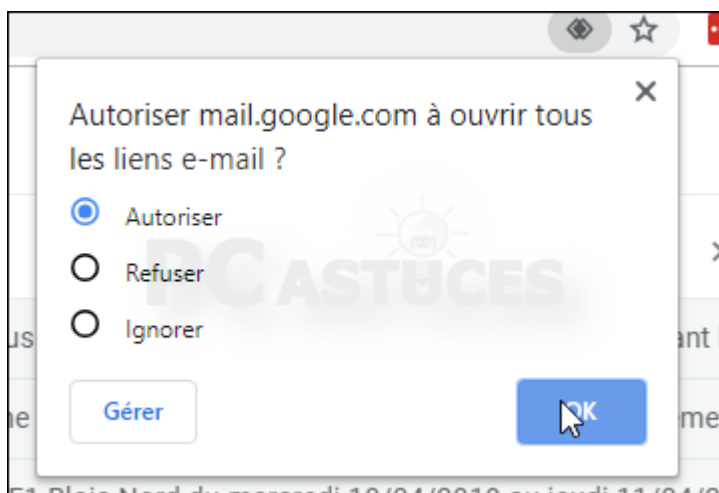 Autoriser mail.google.com à ouvrir tous
les liens e-mail ?
Autoriser
Refuser
PC ASTUCES
Ignorer
Gérer
OK